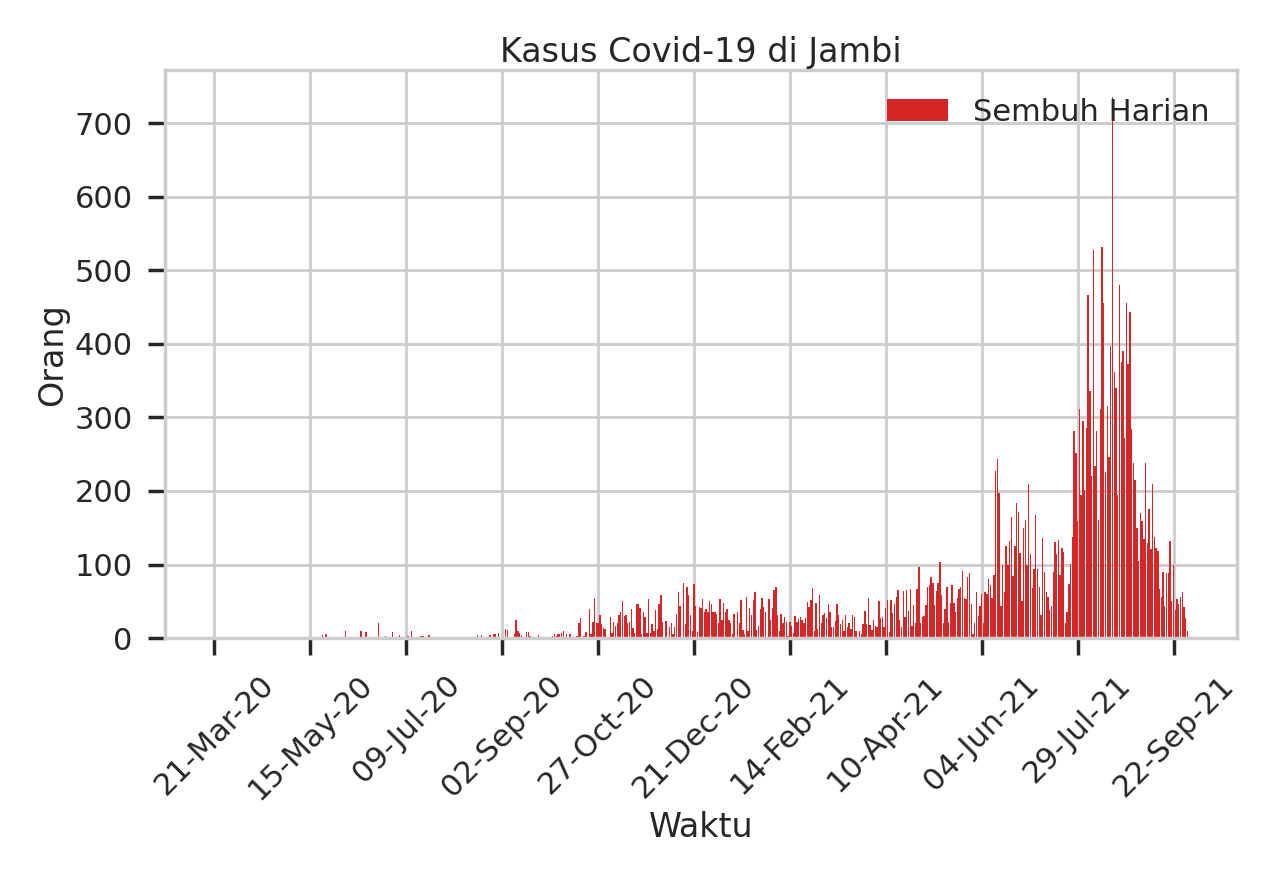 Kasus Covid-19 di Jambi
Sembuh Harian
Orang
700
600
500
400
300
200
100
0
21-Mar-20
15-May-20
09-Jul-20
02-Sep-20
27-Oct-20
21-Dec-20
14-Feb-21
10-Apr-21
04-Jun-21
29-Jul-21
22-Sep-21
Waktu